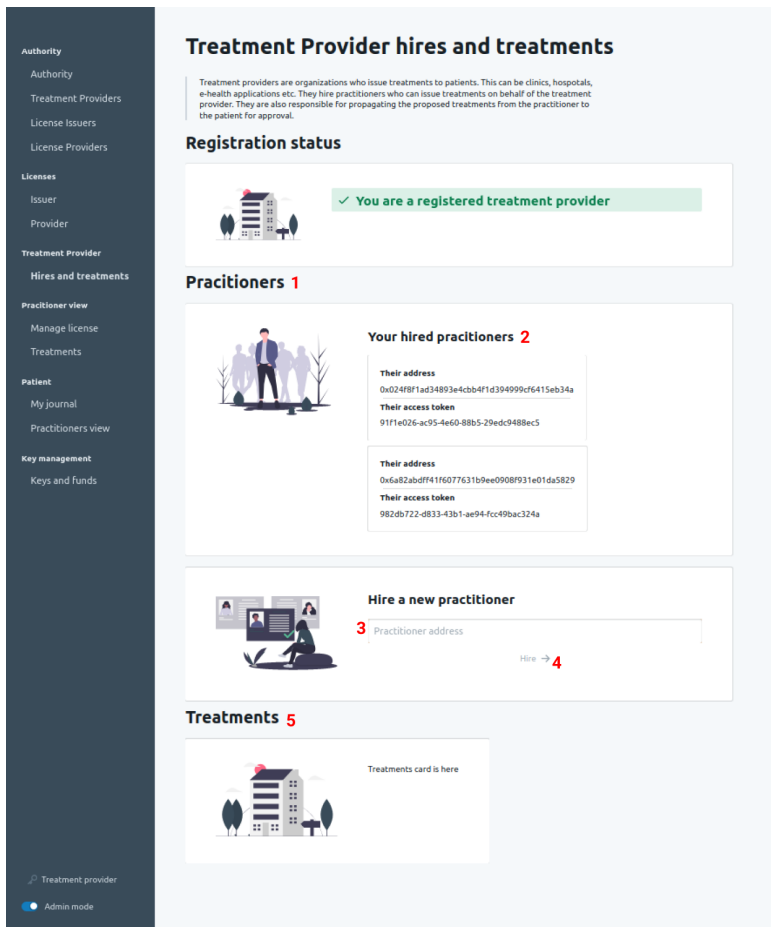 Authority
Authority
Treatment Providers
License Issuers
License Providers
Licenses
Issuer
Provider
Treatment Provider
Hires and treatments
Pracitioner view
Manage license
Treatments
Patient
My journal
Practitioners view
Key management
Keys and funds
Treatment provider
Admin mode
Treatment Provider hires and treatments
Treatment providers are organizations who issue treatments to patients. This can be clinics, hospotals,
e-health applications etc. They hire practitioners who can issue treatments on behalf of the treatment
provider. They are also responsible for propagating the proposed treatments from the practitioner to
the patient for approval.
Registration status
You are a registered treatment provider
Pracitioners 1
Your hired pracitioners 2
Their address
0x024f8f1ad34893e4cbb4f1d394999cf6415eb34a
Their access token
91f1e026-ac95-4e60-88b5-29edc9488ec5
Their address
0x6a82abdff41f6077631b9ee0908f931e01da5829
Their access token
982db722-d833-43b1-ae94-fcc49bac324a
Hire a new practitioner
3 Practitioner address
Hire → 4
Treatments 5
Treatments card is here